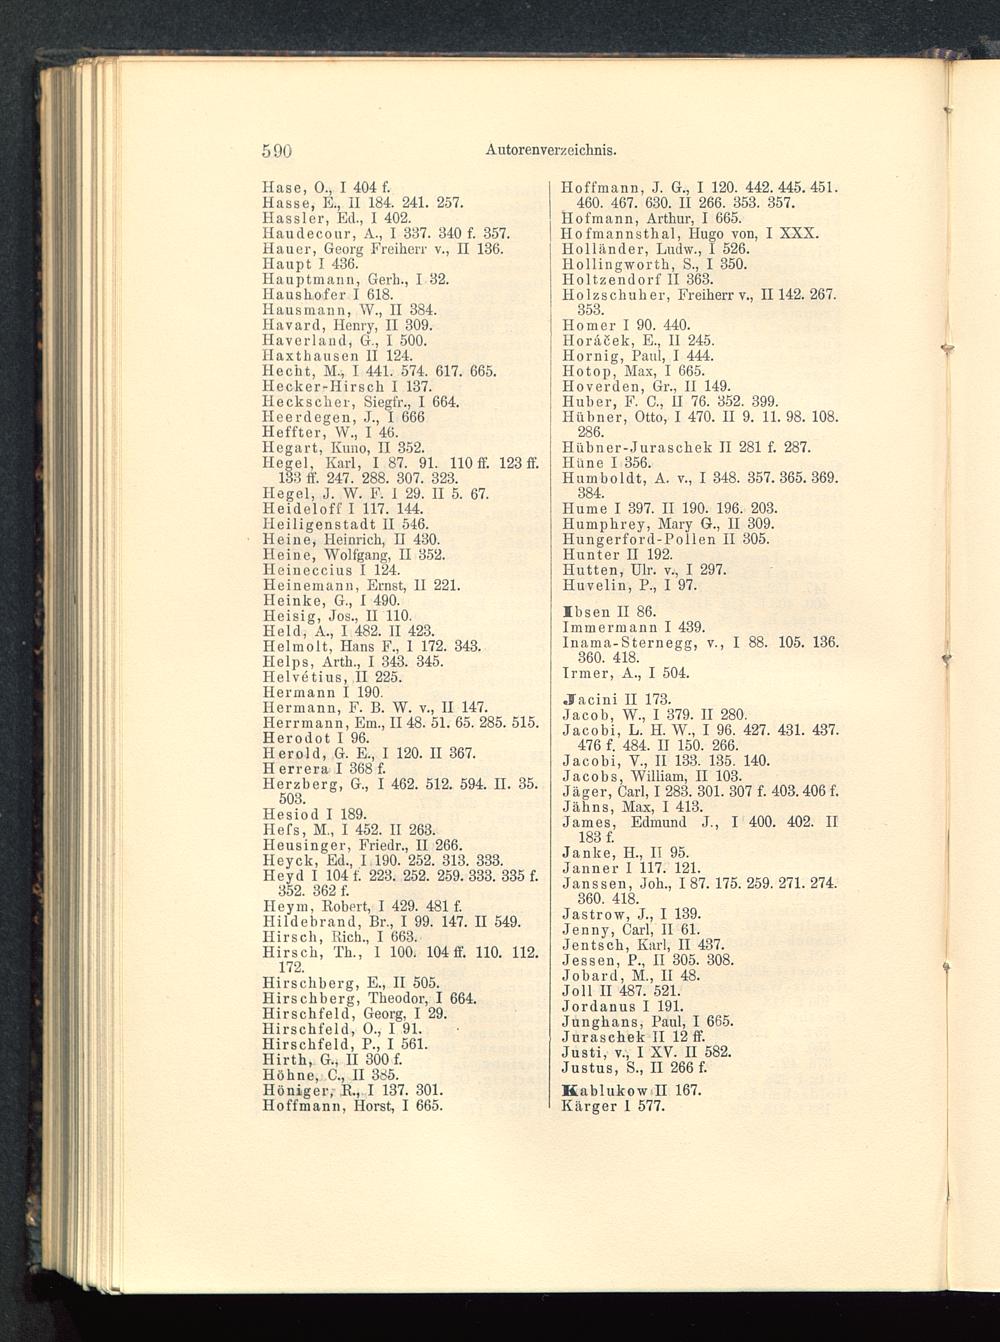 590
Autorenverzeichnis.
Hase, O., I 404 f.
Hasse, E., II 184. 241. 257.
Hassler, Ed., I 402.
Haudecour, A., I 337. 340 f. 357.
Hauer, Georg Freiherr v., II 136.
Haupt I 436.
Hauptmann, Gerh., I 32.
Haushofer I 618.
Hausmann, W., II 384.
Havard, Henry, II 309.
Haverland, G., I 500.
Haxthausen II 124.
Hecht, M., I 441. 574. 617. 665.
Hecker-Hirsch I 137.
Heckscher, Siegfr., I 664.
Heerdegen, J., I 666
Heffter, W., I 46.
Hegart, Kuno, II 352.
Hegel, Karl, I 87. 91. 110 ff. 123 ff.
133 ff. 247. 288. 307. 323.
Hegel, J. W. F. I 29. II 5. 67.
Heideloff I 117. 144.
Heiligenstadt II 546.
Heine, Heinrich, II 430.
Heine, Wolfgang, II 352.
Heineccius I 124.
Heinemann, Ernst, II 221.
Heinke, G., I 490.
Heisig, Jos., II 110.
Held, A., I 482. II 423.
Helmolt, Hans F., I 172. 343.
Helps, Arth., I 343. 345.
Helvétius, II 225.
Hermann I 190.
Hermann, F. B. W. v., II 147.
Herrmann, Em., II 48. 51. 65. 285. 515.
Herodot I 96.
Herold, G. E., I 120. II 367.
Herrera I 368 f.
Herzberg, G., I 462. 512. 594. II. 35.
503.
Hesiod I 189.
Heſs, M., I 452. II 263.
Heusinger, Friedr., II 266.
Heyck, Ed., I 190. 252. 313. 333.
Heyd I 104 f. 223. 252. 259. 333. 335 f.
352. 362 f.
Heym, Robert, I 429. 481 f.
Hildebrand, Br., I 99. 147. II 549.
Hirsch, Rich., I 663.
Hirsch, Th., I 100. 104 ff. 110. 112.
172.
Hirschberg, E., II 505.
Hirschberg, Theodor, I 664.
Hirschfeld, Georg, I 29.
Hirschfeld, O., I 91.
Hirschfeld, P., I 561.
Hirth, G., II 300 f.
Höhne, C., II 385.
Höniger, R., I 137. 301.
Hoffmann, Horst, I 665.
Hoffmann, J. G., I 120. 442. 445. 451.
460. 467. 630. II 266. 353. 357.
Hofmann, Arthur, I 665.
Hofmannsthal, Hugo von, I XXX.
Holländer, Ludw., I 526.
Hollingworth, S., I 350.
Holtzendorf II 363.
Holzschuher, Freiherr v., II 142. 267.
353.
Homer I 90. 440.
Horáček, E., II 245.
Hornig, Paul, I 444.
Hotop, Max, I 665.
Hoverden, Gr., II 149.
Huber, F. C., II 76. 352. 399.
Hübner, Otto, I 470. II 9. 11. 98. 108.
286.
Hübner-Juraschek II 281 f. 287.
Hüne I 356.
Humboldt, A. v., I 348. 357. 365. 369.
384.
Hume I 397. II 190. 196. 203.
Humphrey, Mary G., II 309.
Hungerford-Pollen II 305.
Hunter II 192.
Hutten, Ulr. v., I 297.
Huvelin, P., I 97.
Ibsen II 86.
Immermann I 439.
Inama-Sternegg, v., I 88. 105. 136.
360. 418.
Irmer, A., I 504.
Jacini II 173.
Jacob, W., I 379. II 280.
Jacobi, L. H. W., I 96. 427. 431. 437.
476 f. 484. II 150. 266.
Jacobi, V., II 133. 135. 140.
Jacobs, William, II 103.
Jäger, Carl, I 283. 301. 307 f. 403. 406 f.
Jähns, Max, I 413.
James, Edmund J., I 400. 402. II
183 f.
Janke, H., II 95.
Janner I 117. 121.
Janssen, Joh., I 87. 175. 259. 271. 274.
360. 418.
Jastrow, J., I 139.
Jenny, Carl, II 61.
Jentsch, Karl, II 437.
Jessen, P., II 305. 308.
Jobard, M., II 48.
Joll II 487. 521.
Jordanus I 191.
Junghans, Paul, I 665.
Juraschek II 12 ff.
Justi, v., I XV. II 582.
Justus, S., II 266 f.
Kablukow II 167.
Kärger I 577.